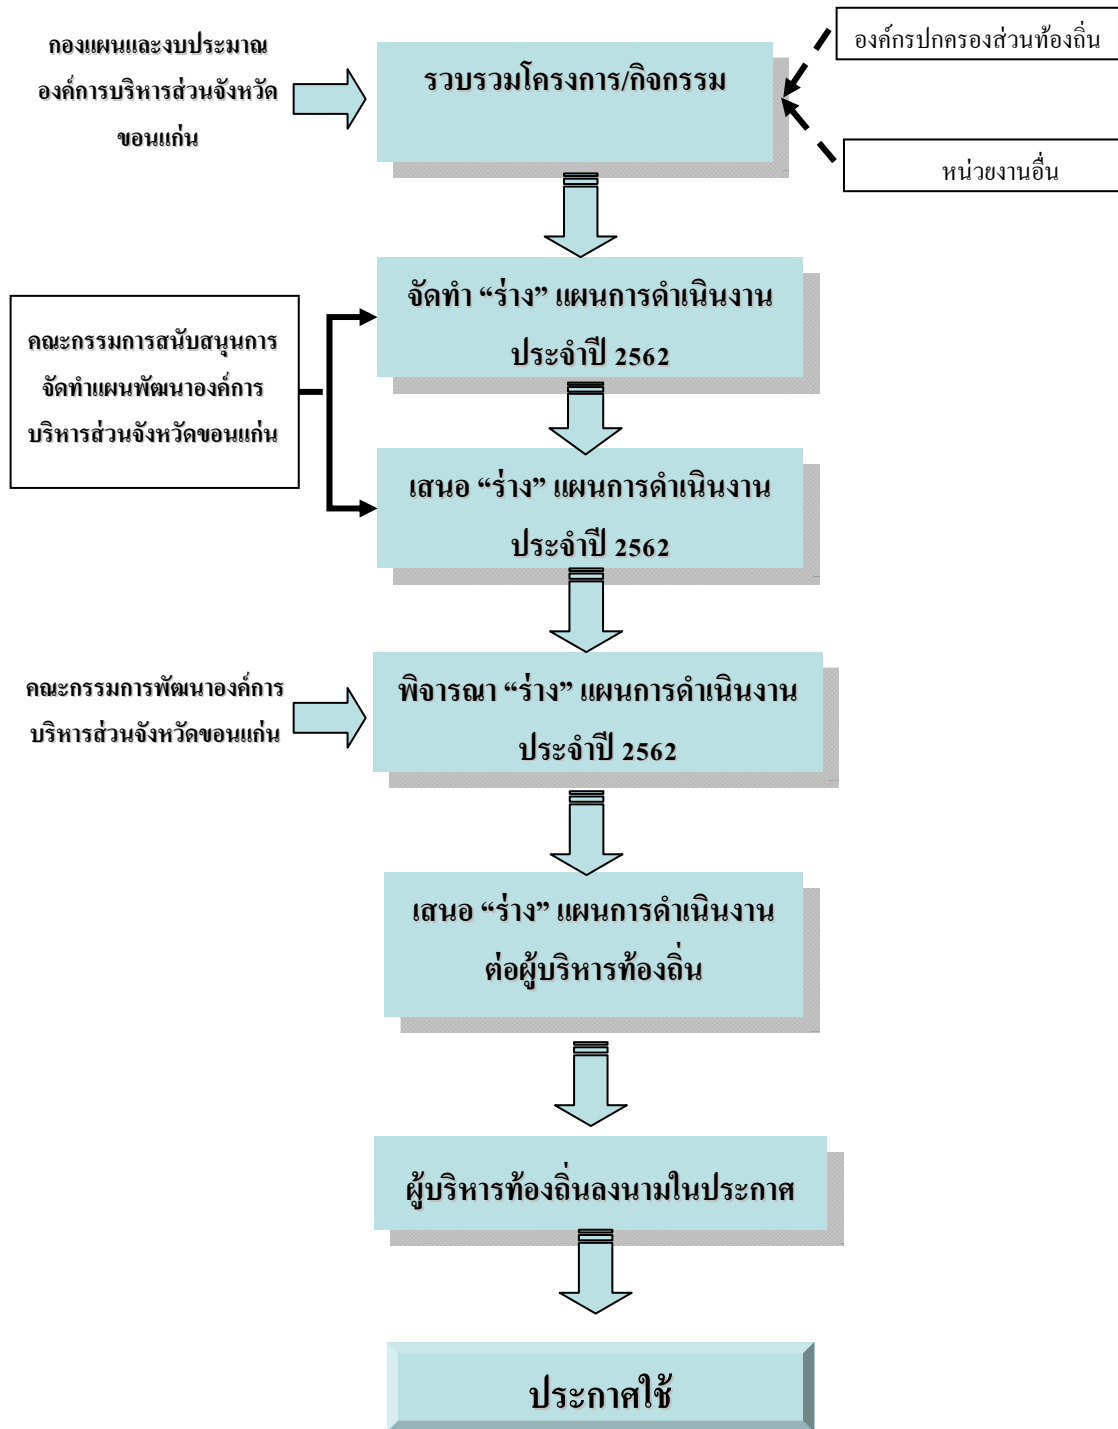 กองแผนและงบประมาณ
องค์การบริหารส่วนจังหวัด
ขอนแก่น
รวบรวมโครงการ/กิจกรรม
องค์กรปกครองส่วนท้องถิ่น
หน่วยงานอื่น
จัดทำ “ร่าง” แผนการดำเนินงาน
ประจำปี 2562
คณะกรรมการสนับสนุนการ
จัดทำแผนพัฒนาองค์การ
บริหารส่วนจังหวัดขอนแก่น
เสนอ “ร่าง” แผนการดำเนินงาน
ประจำปี 2562
คณะกรรมการพัฒนาองค์การ
บริหารส่วนจังหวัดขอนแก่น
พิจารณา “ร่าง” แผนการดำเนินงาน
ประจำปี 2562
เสนอ “ร่าง” แผนการดำเนินงาน
ต่อผู้บริหารท้องถิ่น
ผู้บริหารท้องถิ่นลงนามในประกาศ
ประกาศใช้